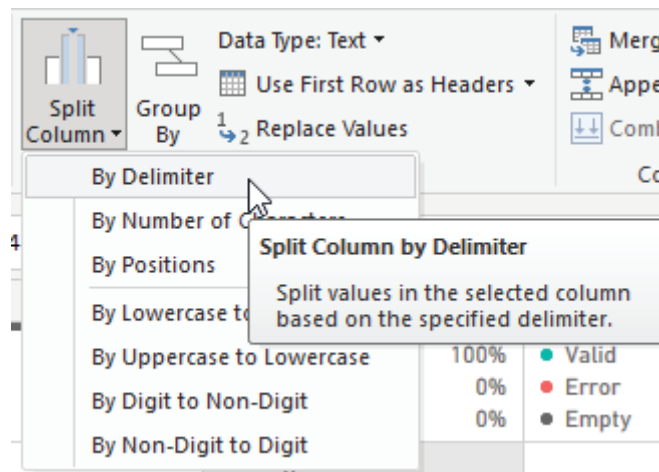 Data Type: Text
Use First Row as Headers
Split
Column
Group
By
1
2
Replace Values
By Delimiter
By Number of
By Positions
By Lowercase to
By Uppercase to Lowercase
By Digit to Non-Digit
By Non-Digit to Digit
Split Column by Delimiter
Split values in the selected column
based on the specified delimiter.
4
100%
Valid
0%
Error
0%
Empty